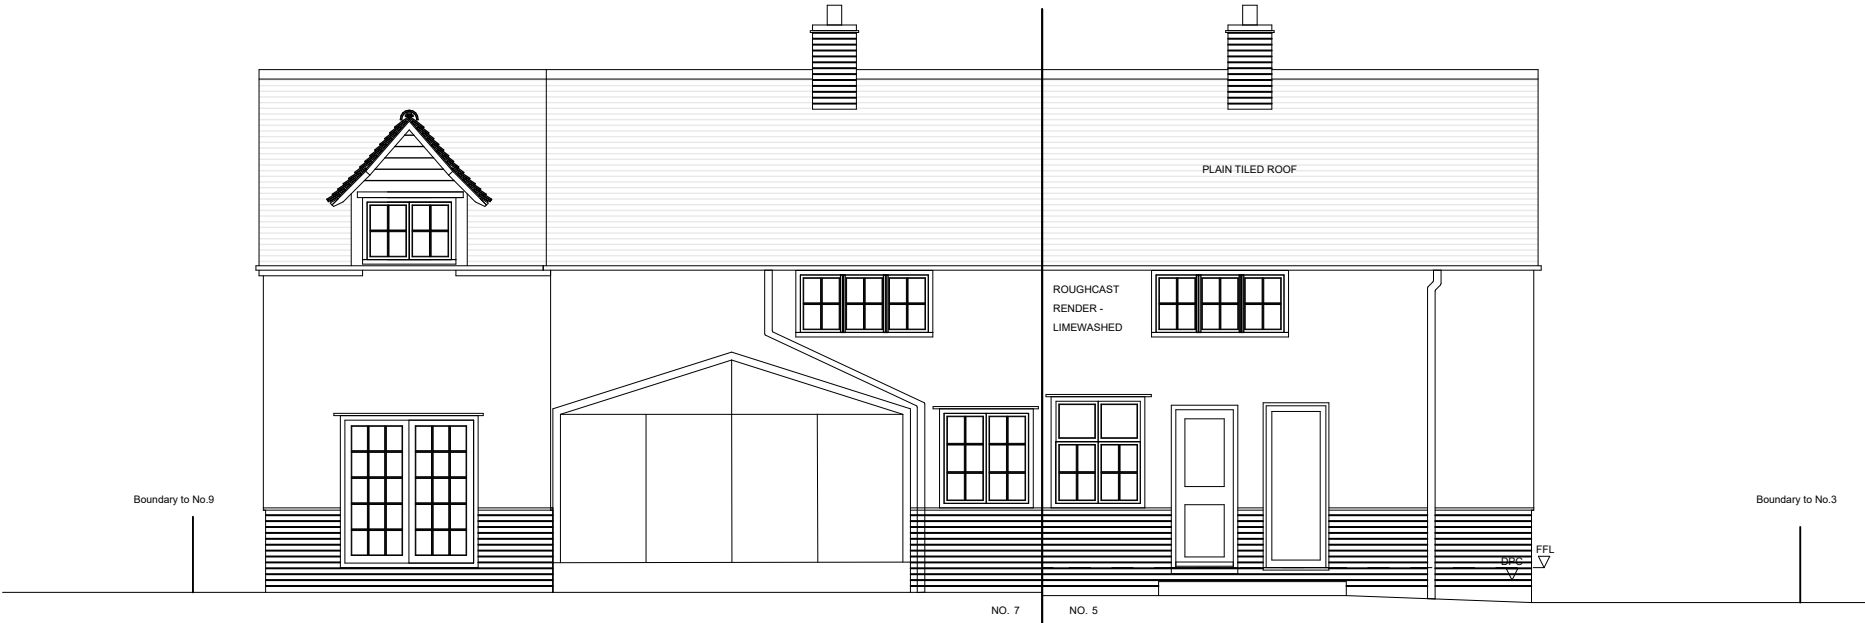 PLAIN TILED ROOF
ROUGHCAST
RENDER -
LIMEWASHED
Boundary to No.9
Boundary to No.3
FFL
DPC
NO. 7
NO. 5